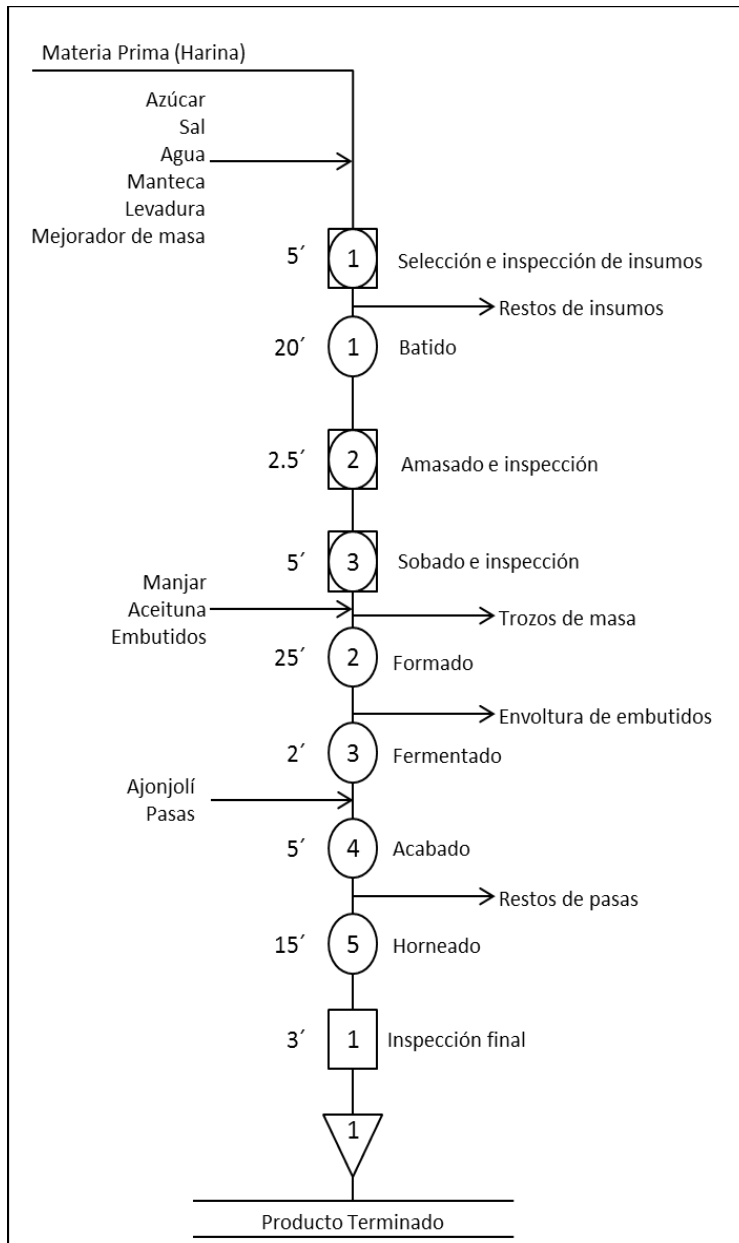 Materia Prima (Harina)
Azúcar
Sal
Agua
Manteca
Levadura
Mejorador de masa
5´ 1 Selección e inspección de insumos
Restos de insumos
20´ 1 Batido
2.5´ 2 Amasado e inspección
5´ 3 Sobado e inspección
Manjar
Aceituna
Embutidos
Trozos de masa
25´ 2 Formado
Envoltura de embutidos
2´ 3 Fermentado
Ajonjolí
Pasas
5´ 4 Acabado
Restos de pasas
15´ 5 Horneado
3´ 1 Inspección final
1
Producto Terminado